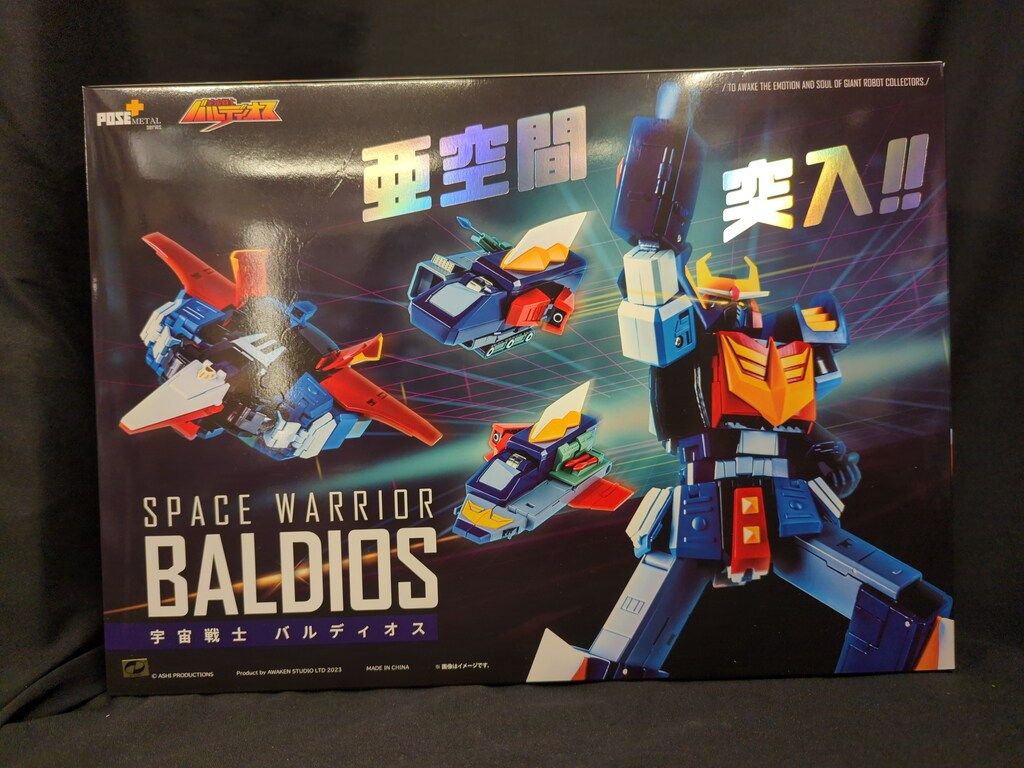 / TO AWAKE THE EMOTION AND SOUL OF GIANT ROBOT COLLECTORS. /
POSE+ METAL series
バルディオス
亜空間
突入!!
SPACE WARRIOR
BALDIOS
宇宙戦士 バルディオス
© ASHI PRODUCTIONS
Product by AWAKEN STUDIO LTD 2023
MADE IN CHINA
※画像はイメージです。